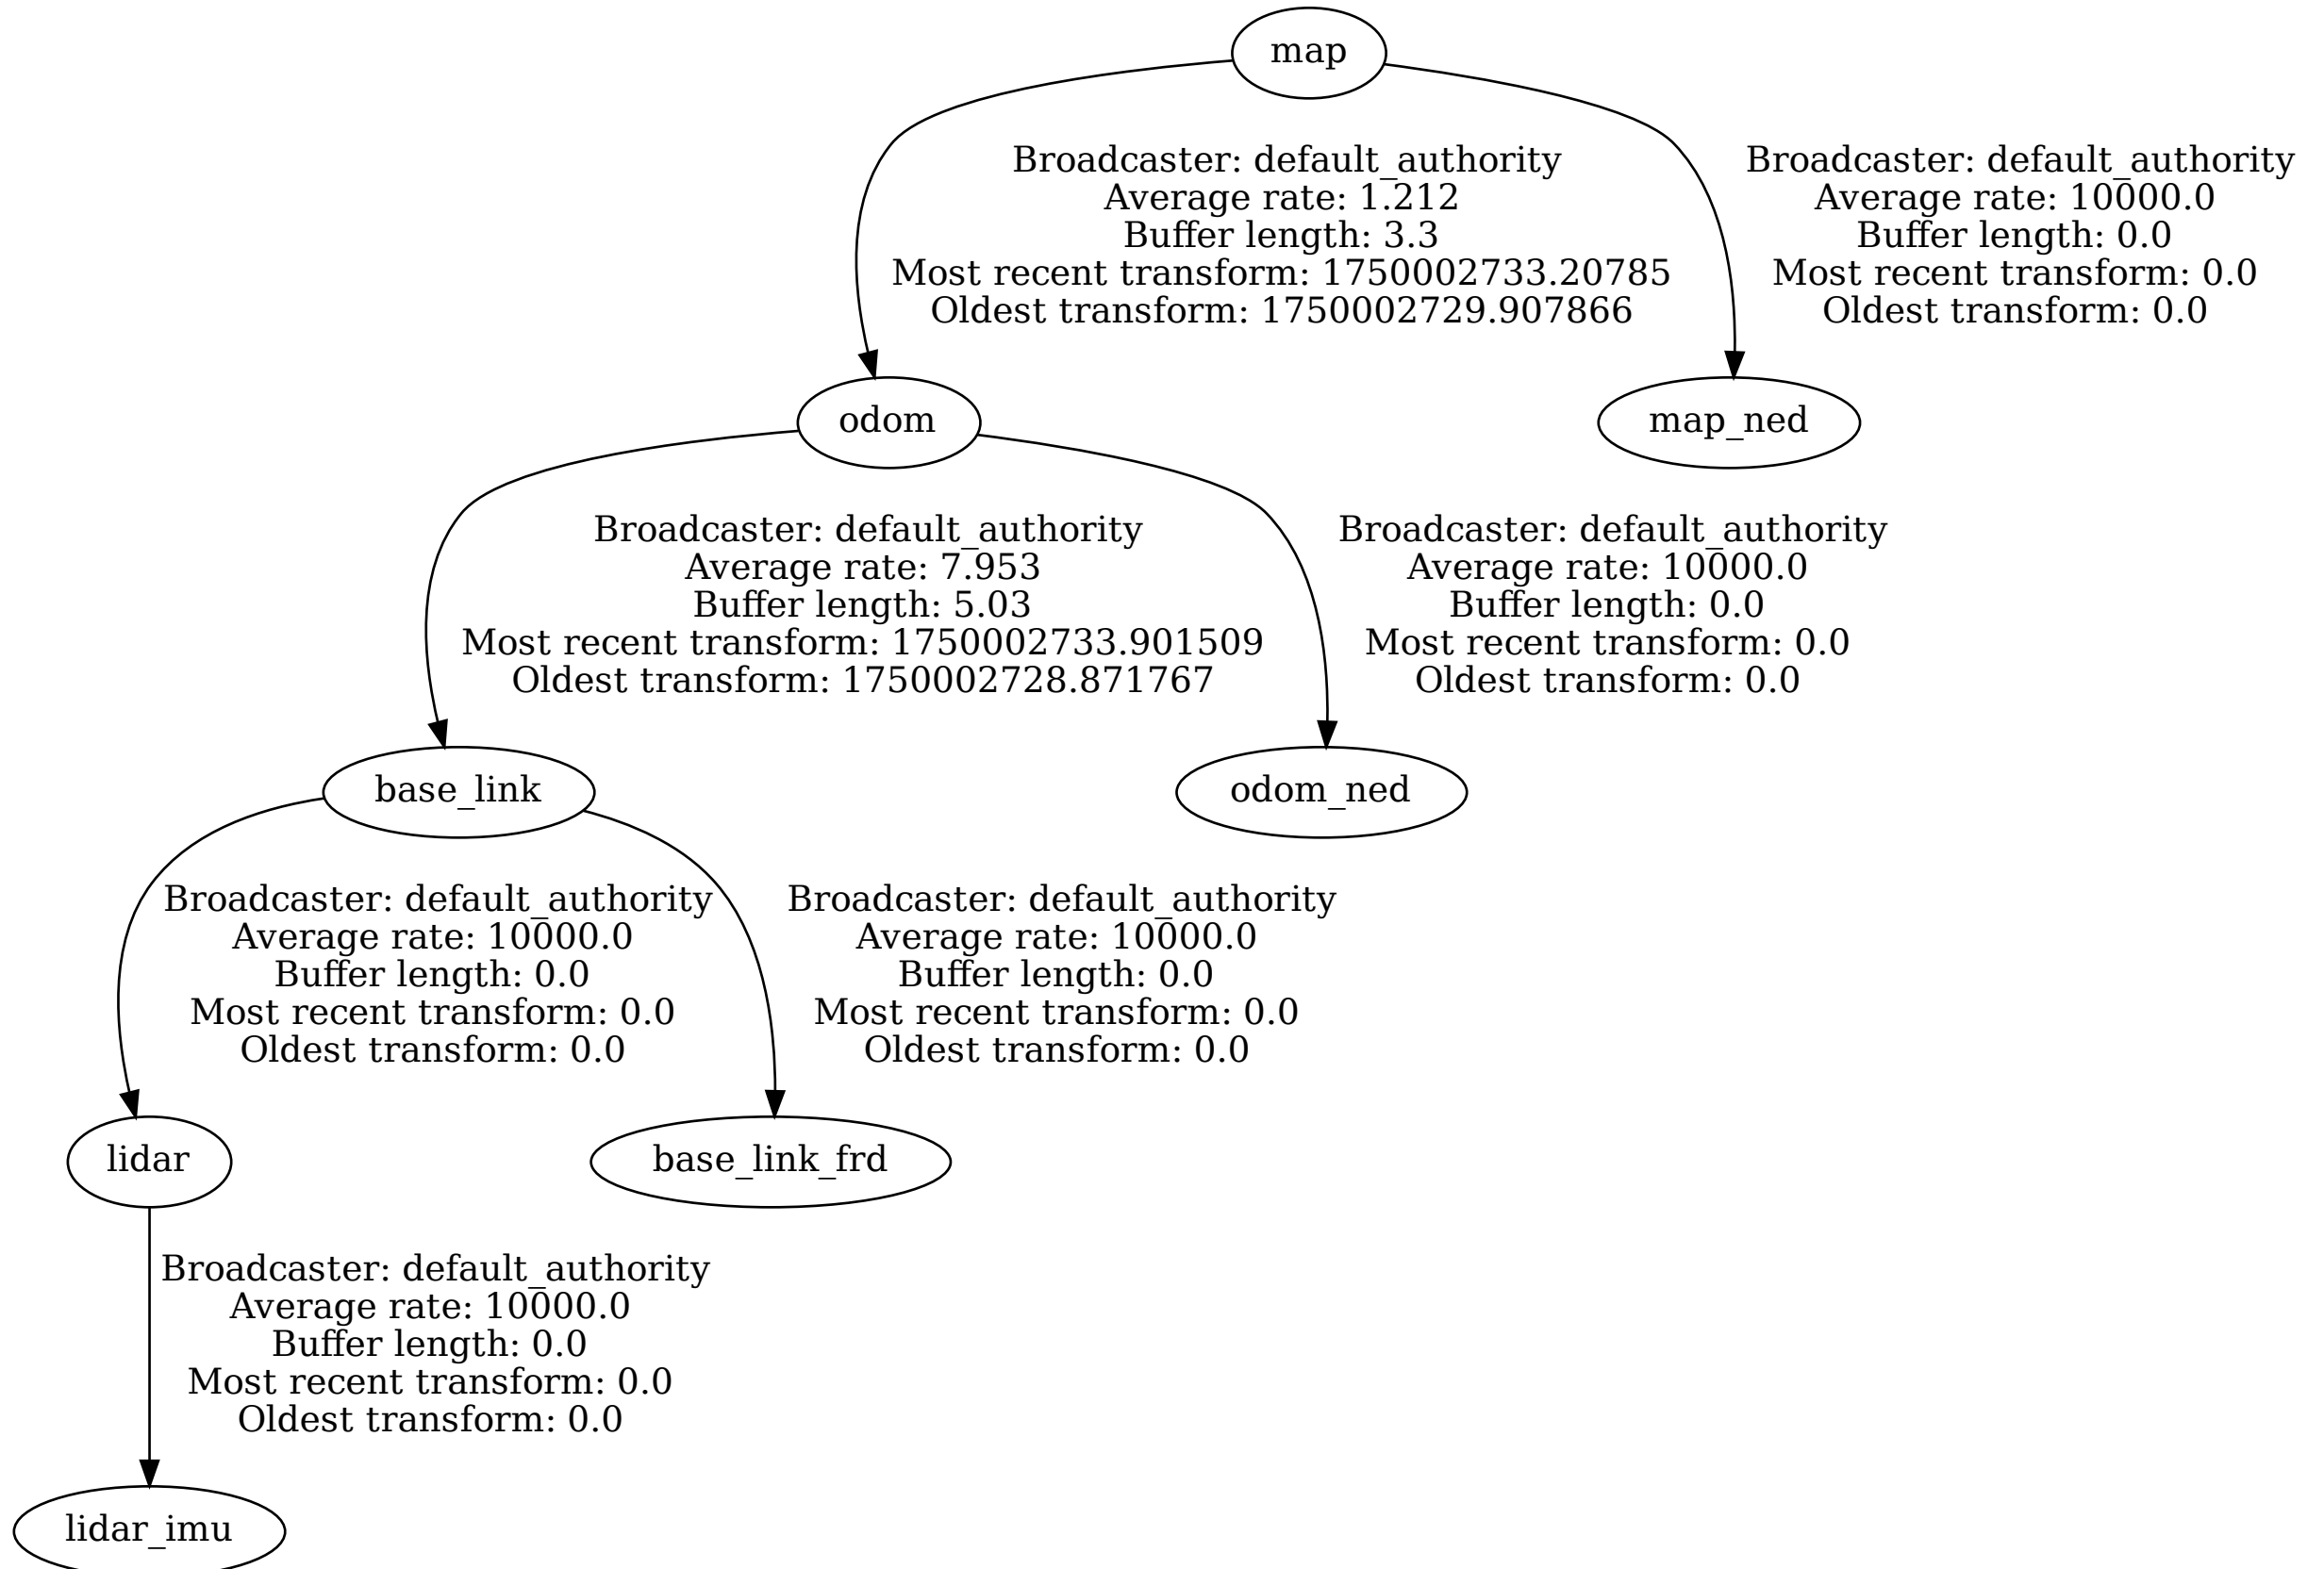 map
Broadcaster: default_authority
Average rate: 1.212
Buffer length: 3.3
Most recent transform: 1750002733.20785
Oldest transform: 1750002729.907866
Broadcaster: default_authority
Average rate: 10000.0
Buffer length: 0.0
Most recent transform: 0.0
Oldest transform: 0.0
odom
map_ned
Broadcaster: default_authority
Average rate: 7.953
Buffer length: 5.03
Most recent transform: 1750002733.901509
Oldest transform: 1750002728.871767
Broadcaster: default_authority
Average rate: 10000.0
Buffer length: 0.0
Most recent transform: 0.0
Oldest transform: 0.0
base_link
odom_ned
Broadcaster: default_authority
Average rate: 10000.0
Buffer length: 0.0
Most recent transform: 0.0
Oldest transform: 0.0
Broadcaster: default_authority
Average rate: 10000.0
Buffer length: 0.0
Most recent transform: 0.0
Oldest transform: 0.0
lidar
base_link_frd
Broadcaster: default_authority
Average rate: 10000.0
Buffer length: 0.0
Most recent transform: 0.0
Oldest transform: 0.0
lidar_imu